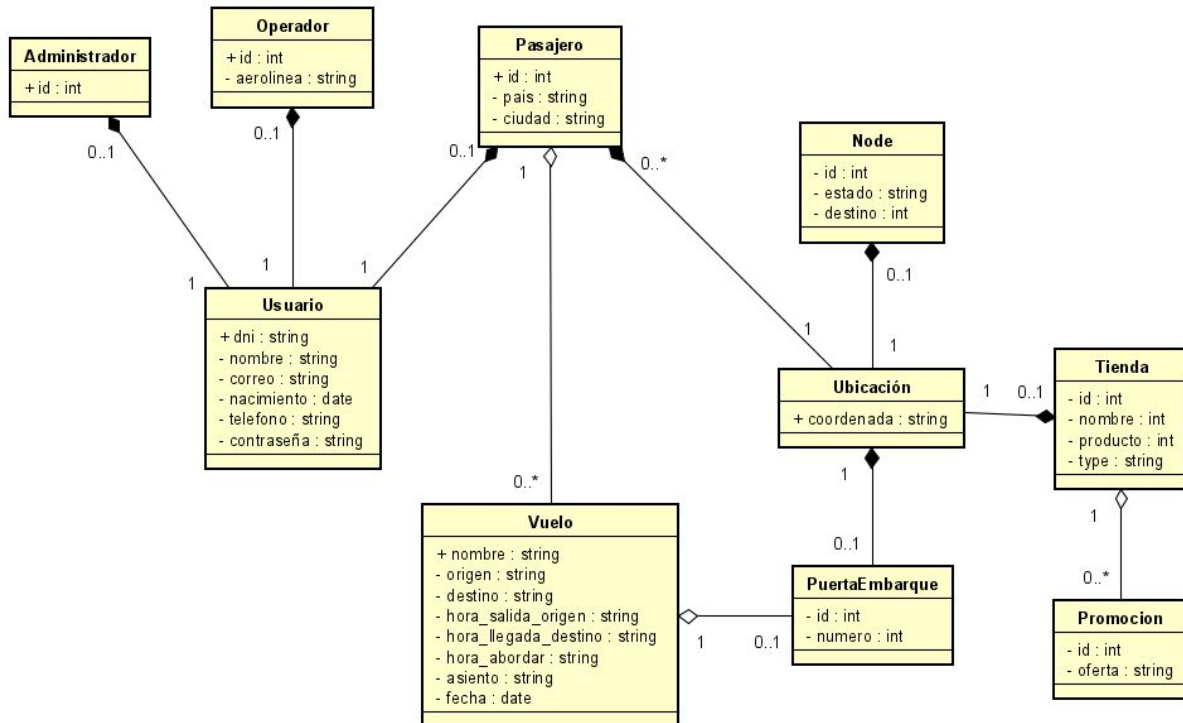 Administrador
+ id : int
0..1
1
Operador
+ id : int
- aerolinea : string
0..1
1
Pasajero
+ id : int
- pais : string
- ciudad : string
0..1
1
1
0..*
0..*
1
Node
- id : int
- estado : string
- destino : int
0..1
1
Usuario
+ dni : string
- nombre : string
- correo : string
- nacimiento : date
- telefono : string
- contraseña : string
Ubicación
+ coordenada : string
1
0..1
1
0..1
Tienda
- id : int
- nombre : int
- producto : int
- type : string
1
0..*
Vuelo
+ nombre : string
- origen : string
- destino : string
- hora_salida_origen : string
- hora_llegada_destino : string
- hora_abordar : string
- asiento : string
- fecha : date
1
0..1
PuertaEmbarque
- id : int
- numero : int
Promocion
- id : int
- oferta : string